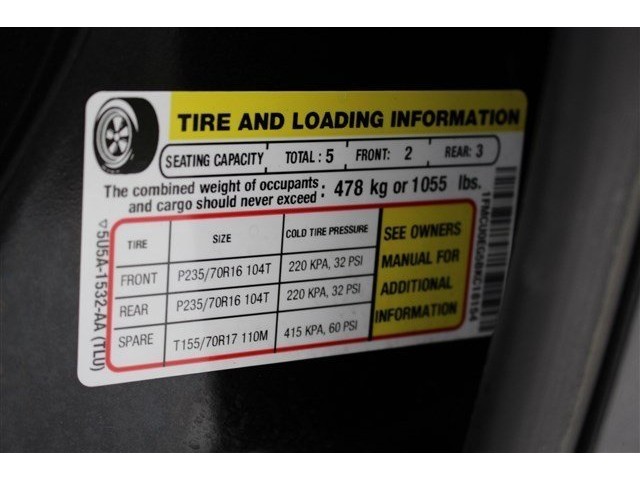 TIRE AND LOADING INFORMATION
SEATING CAPACITY TOTAL : 5 FRONT: 2 REAR: 3
The combined weight of occupants
and cargo should never exceed : 478 kg or 1055 lbs.
TIRE SIZE COLD TIRE PRESSURE
FRONT P235/70R16 104T 220 KPA, 32 PSI
REAR P235/70R16 104T 220 KPA, 32 PSI
SPARE T155/70R17 110M 415 KPA, 60 PSI
SEE OWNERS
MANUAL FOR
ADDITIONAL
INFORMATION
5U5A-1532-AA (TLU)